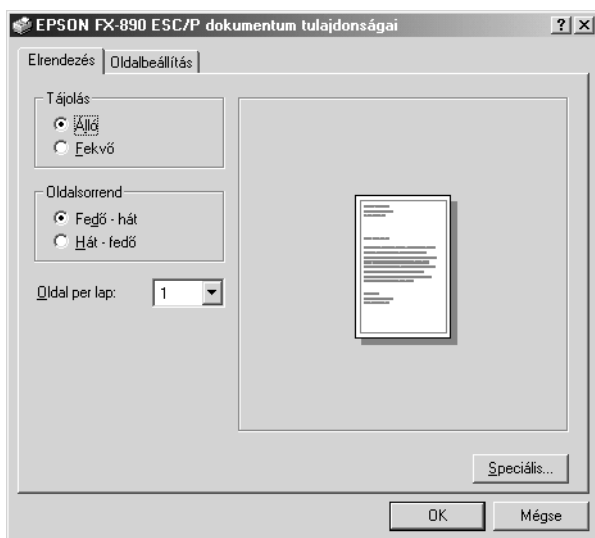 EPSON FX-890 ESC/P dokumentum tulajdonságai
Elrendezés
Oldalbeállítás
Tájolás
Álló
Fekvő
Oldalsorrend
Fedő - hát
Hát - fedő
Oldal per lap: 1
Speciális...
OK
Mégse